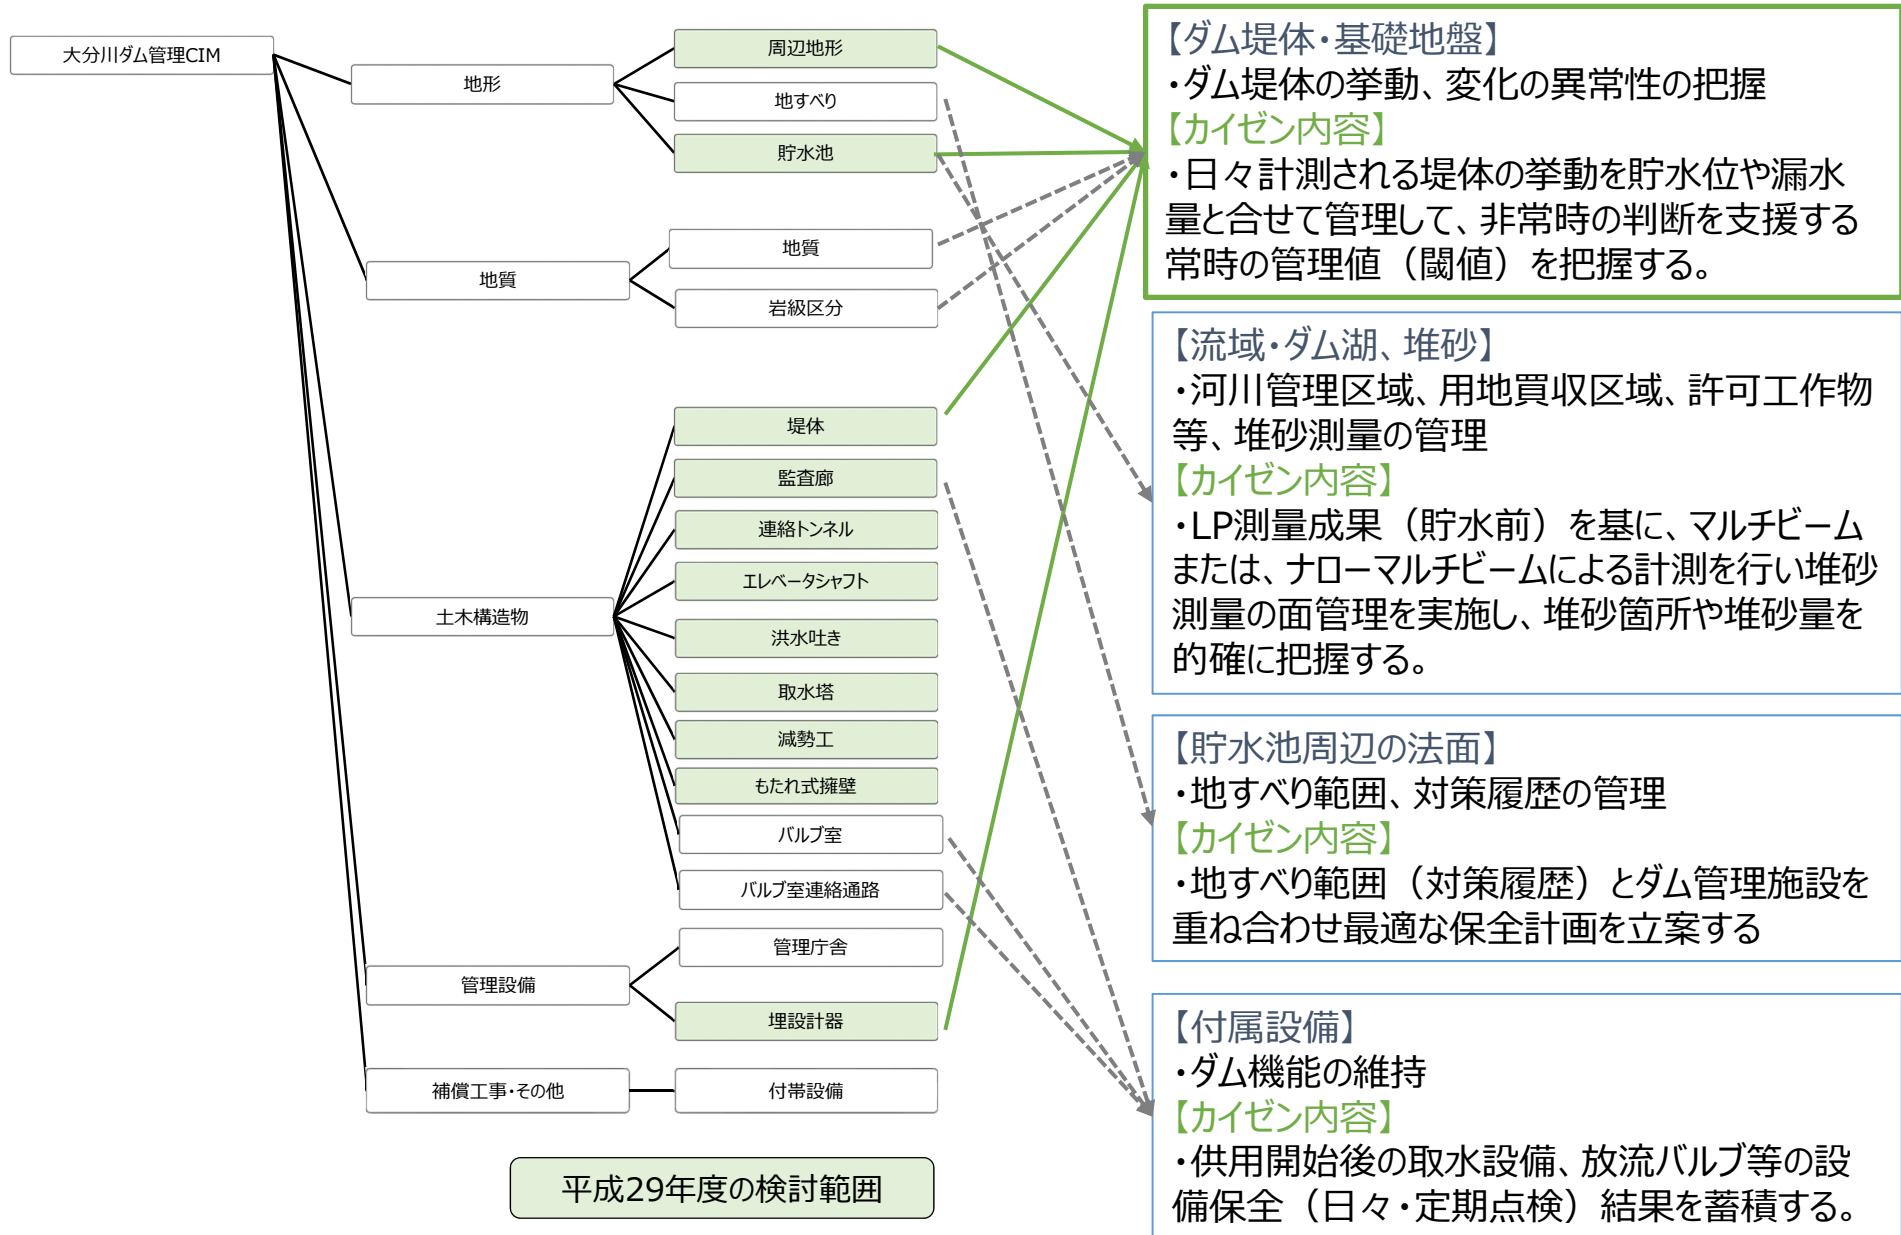 大分川ダム管理CIM
地形
周辺地形
地すべり
貯水池
地質
地質
岩級区分
土木構造物
堤体
監査廊
連絡トンネル
エレベータシャフト
洪水吐き
取水塔
減勢工
もたれ式擁壁
バルブ室
バルブ室連絡通路
管理設備
管理庁舎
埋設計器
補償工事・その他
付帯設備
平成29年度の検討範囲
【ダム堤体・基礎地盤】
・ダム堤体の挙動、変化の異常性の把握
【カイゼン内容】
・日々計測される堤体の挙動を貯水位や漏水
量と合せて管理して、非常時の判断を支援する
常時の管理値（閾値）を把握する。
【流域・ダム湖、堆砂】
・河川管理区域、用地買収区域、許可工作物
等、堆砂測量の管理
【カイゼン内容】
・LP測量成果（貯水前）を基に、マルチビーム
または、ナローマルチビームによる計測を行い堆砂
測量の面管理を実施し、堆砂箇所や堆砂量を
的確に把握する。
【貯水池周辺の法面】
・地すべり範囲、対策履歴の管理
【カイゼン内容】
・地すべり範囲（対策履歴）とダム管理施設を
重ね合わせ最適な保全計画を立案する
【付属設備】
・ダム機能の維持
【カイゼン内容】
・供用開始後の取水設備、放流バルブ等の設
備保全（日々・定期点検）結果を蓄積する。